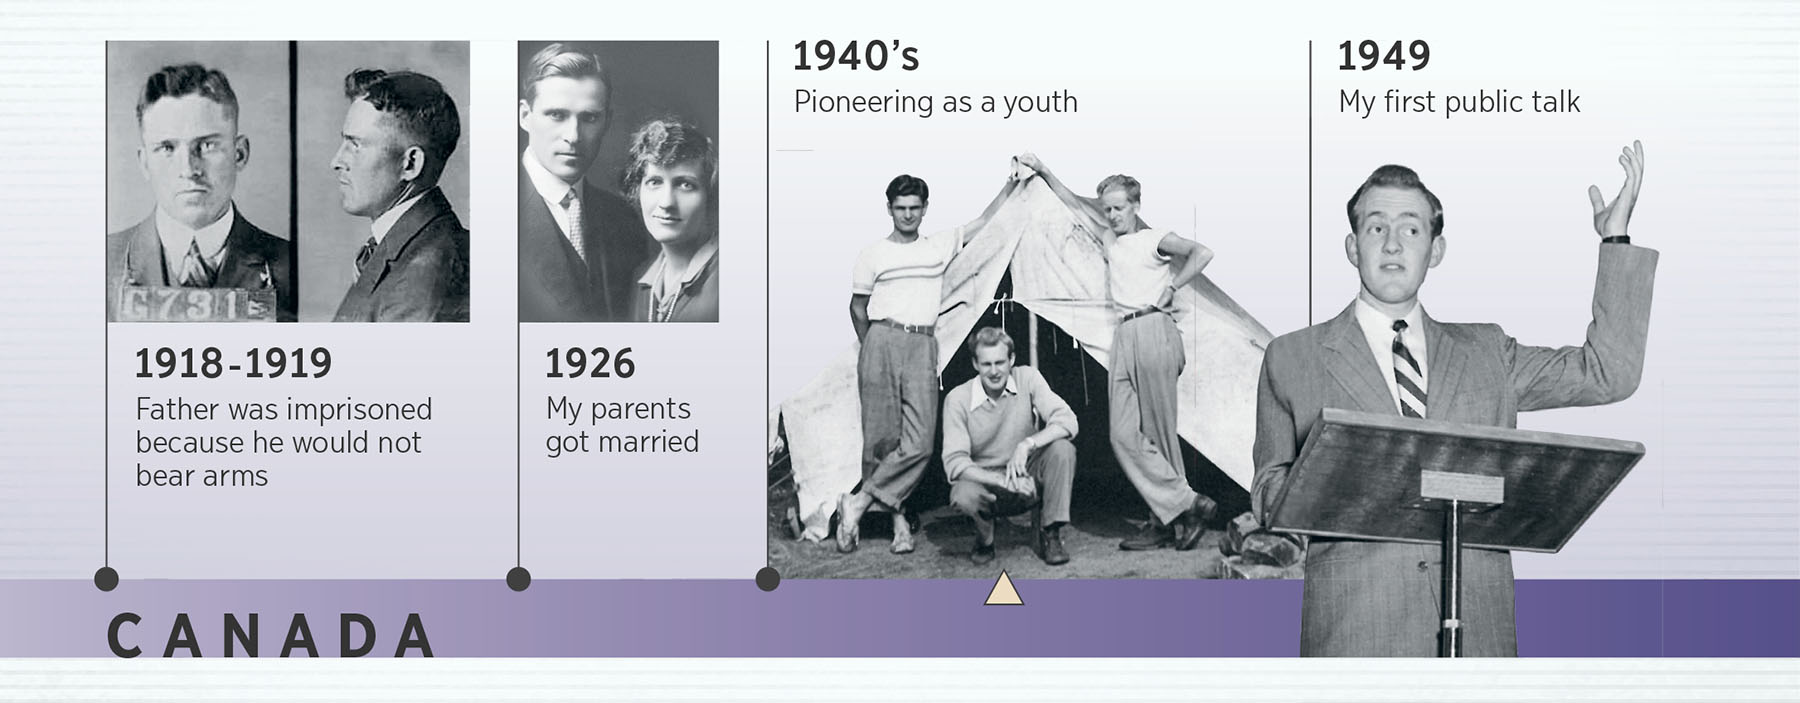 1918-1919
Father was imprisoned
because he would not
bear arms
1926
My parents
got married
1940’s
Pioneering as a youth
1949
My first public talk
CANADA